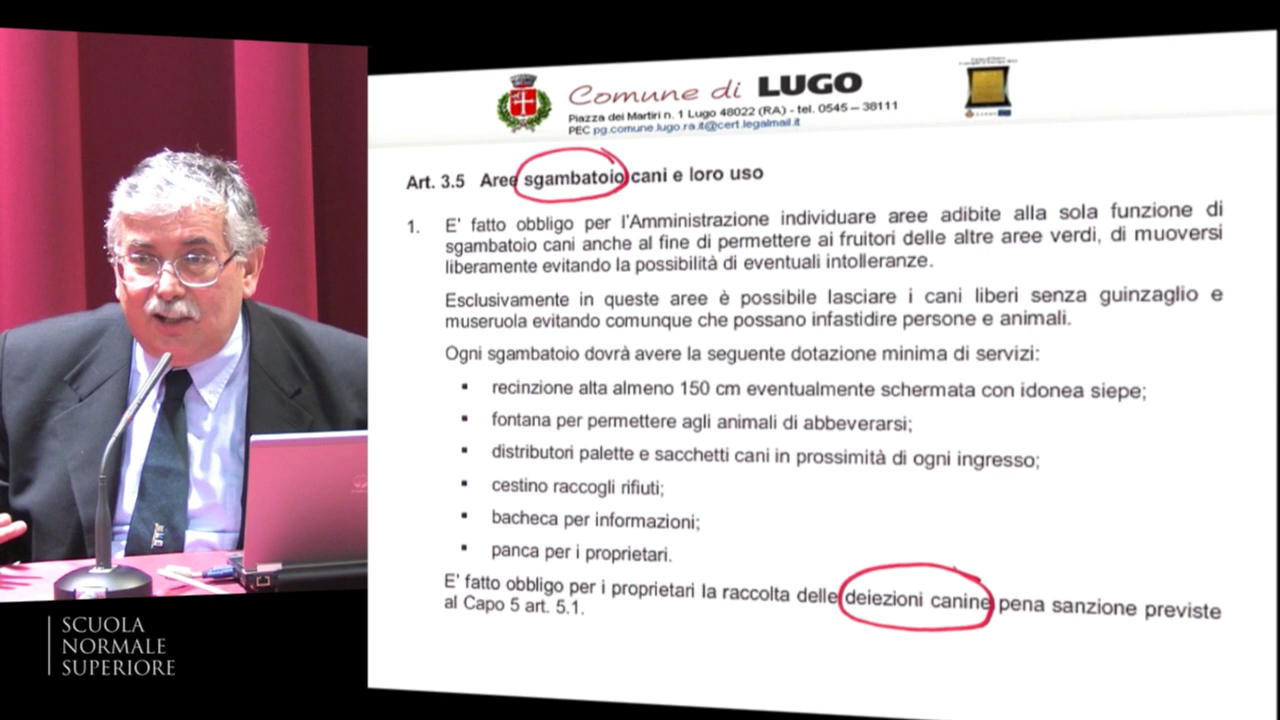 Comune di LUGO
Piazza dei Martiri n. 1 Lugo 48022 (RA) - tel. 0545 – 38111
PEC pg.comune.lugo.ra.it@cert.legalmail.it
Art. 3.5 Aree sgambatoio cani e loro uso
1. E' fatto obbligo per l'Amministrazione individuare aree adibite alla sola funzione di
sgambatoio cani anche al fine di permettere ai fruitori delle altre aree verdi, di muoversi
liberamente evitando la possibilità di eventuali intolleranze.
Esclusivamente in queste aree è possibile lasciare i cani liberi senza guinzaglio e
museruola evitando comunque che possano infastidire persone e animali.
Ogni sgambatoio dovrà avere la seguente dotazione minima di servizi:
▪ recinzione alta almeno 150 cm eventualmente schermata con idonea siepe;
▪ fontana per permettere agli animali di abbeverarsi;
▪ distributori palette e sacchetti cani in prossimità di ogni ingresso;
▪ cestino raccogli rifiuti;
▪ bacheca per informazioni;
▪ panca per i proprietari.
E' fatto obbligo per i proprietari la raccolta delle deiezioni canine pena sanzione previste
al Capo 5 art. 5.1.
SCUOLA
NORMALE
SUPERIORE